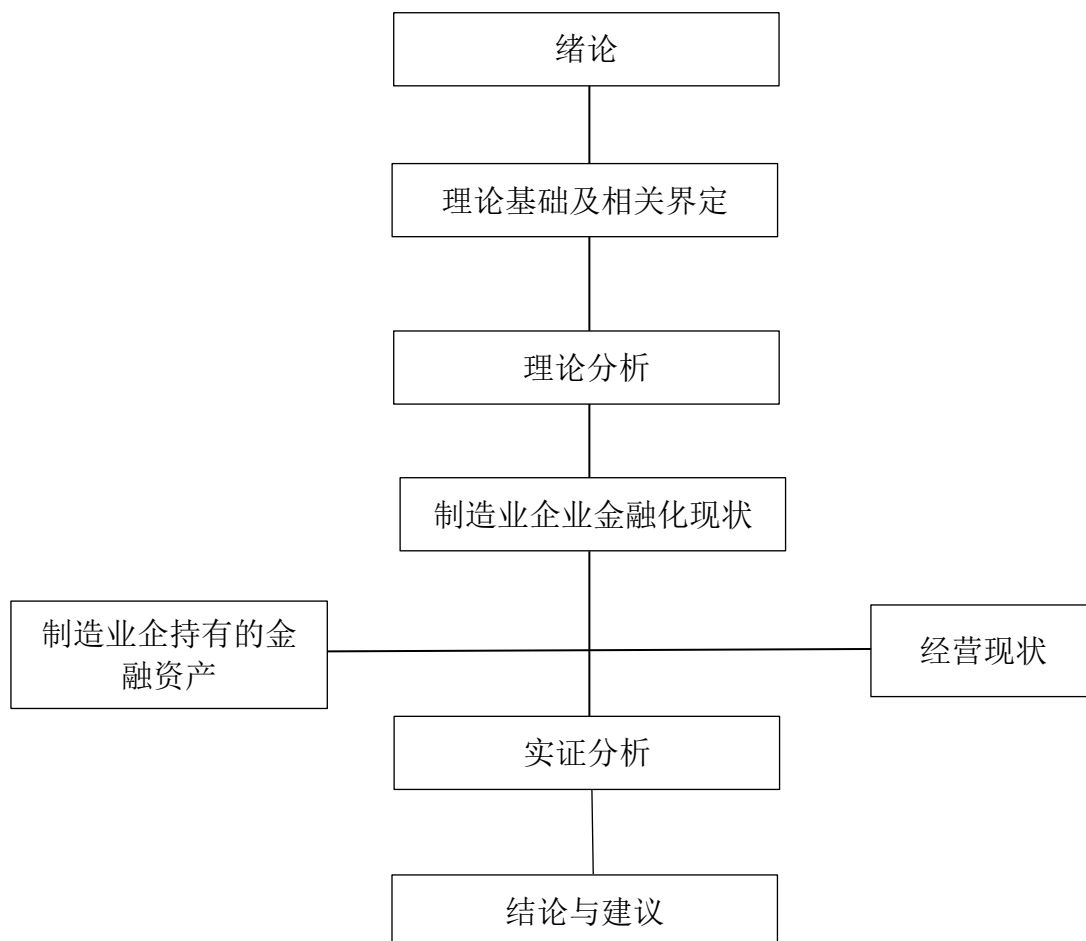 绪论
理论基础及相关界定
理论分析
制造业企业金融化现状
制造业企持有的金
融资产
经营现状
实证分析
结论与建议